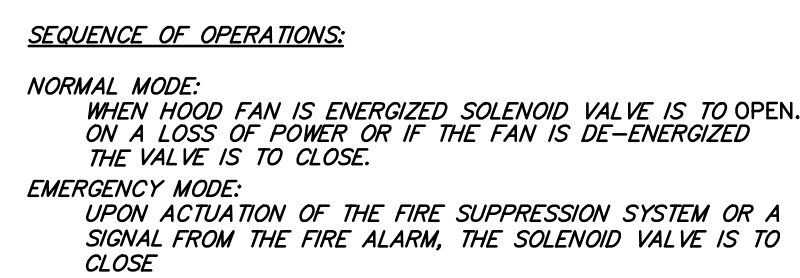 SEQUENCE OF OPERATIONS:
NORMAL MODE:
WHEN HOOD FAN IS ENERGIZED SOLENOID VALVE IS TO OPEN.
ON A LOSS OF POWER OR IF THE FAN IS DE-ENERGIZED
THE VALVE IS TO CLOSE.
EMERGENCY MODE:
UPON ACTUATION OF THE FIRE SUPPRESSION SYSTEM OR A
SIGNAL FROM THE FIRE ALARM, THE SOLENOID VALVE IS TO
CLOSE